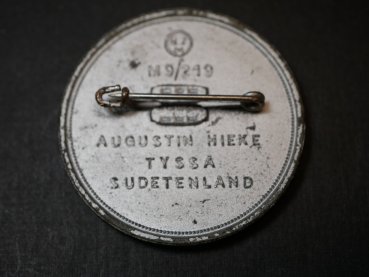 M9/249
AUGUSTIN HIEKE
TYSSA
SUDETENLAND